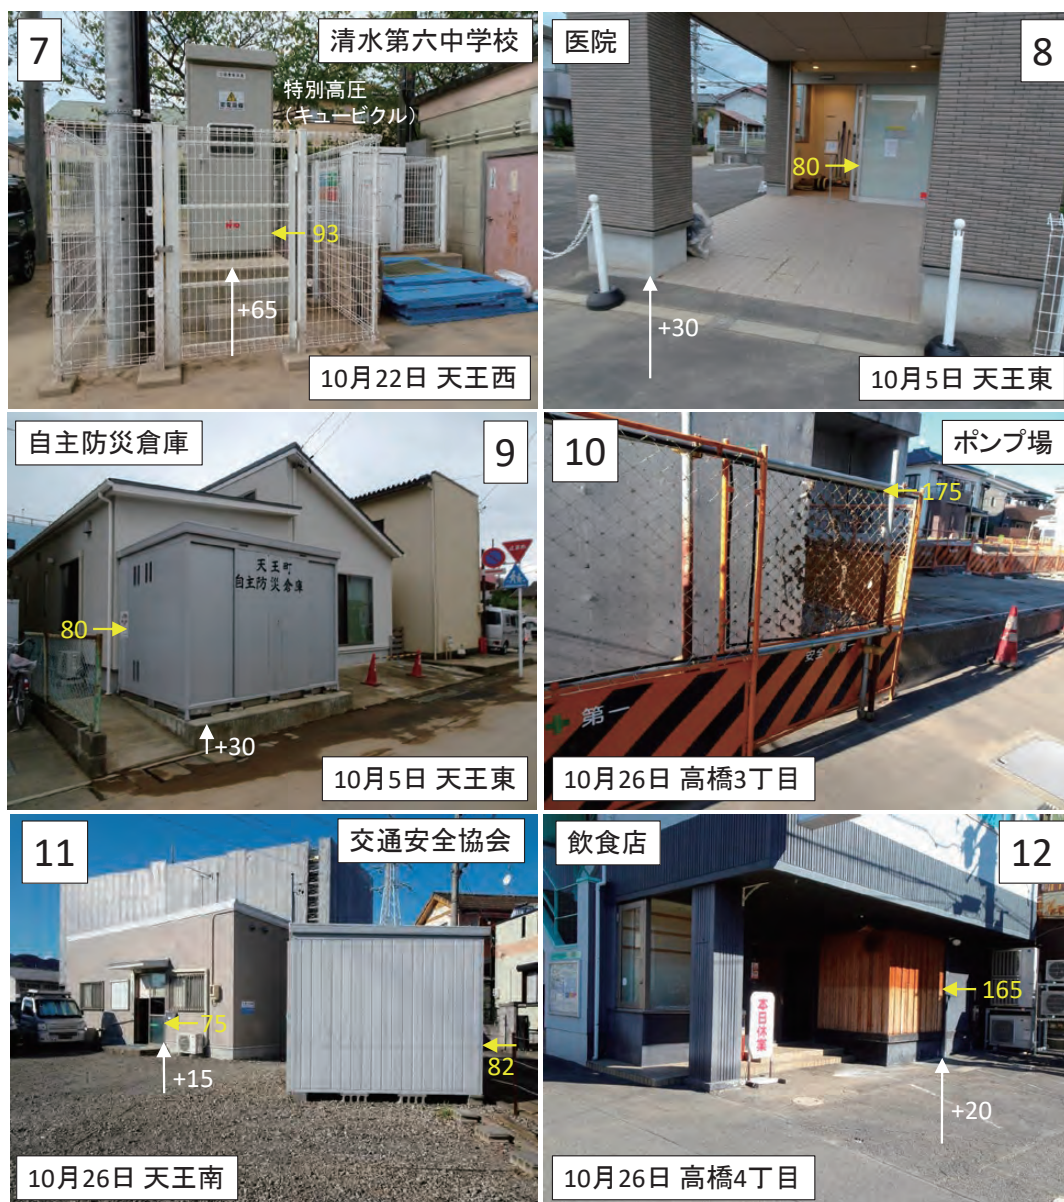 7
清水第六中学校
特別高圧
（キュービクル）
93
+65
10月22日 天王西
医院
8
80
+30
10月5日 天王東
自主防災倉庫
9
天王町
自主防災倉庫
80
+30
10月5日 天王東
10
ポンプ場
175
安全第一
第一
10月26日 高橋3丁目
11
交通安全協会
75
+15
82
10月26日 天王南
飲食店
12
本日休業
165
+20
10月26日 高橋4丁目